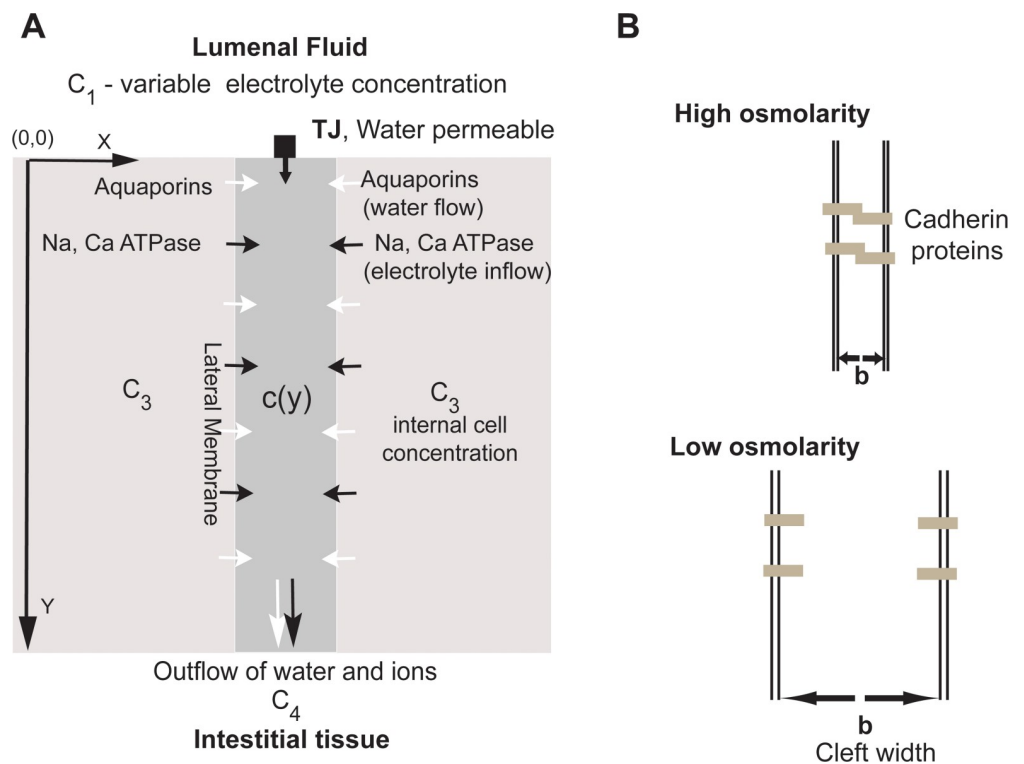 A
Lumenal Fluid
C1 - variable electrolyte concentration
(0,0)
X
TJ, Water permeable
Aquaporins
Aquaporins
(water flow)
Na, Ca ATPase
Na, Ca ATPase
(electrolyte inflow)
Lateral Membrane
C3
c(y)
C3
internal cell
concentration
Y
Outflow of water and ions
C4
Intestitial tissue
B
High osmolarity
Cadherin
proteins
b
Low osmolarity
b
Cleft width